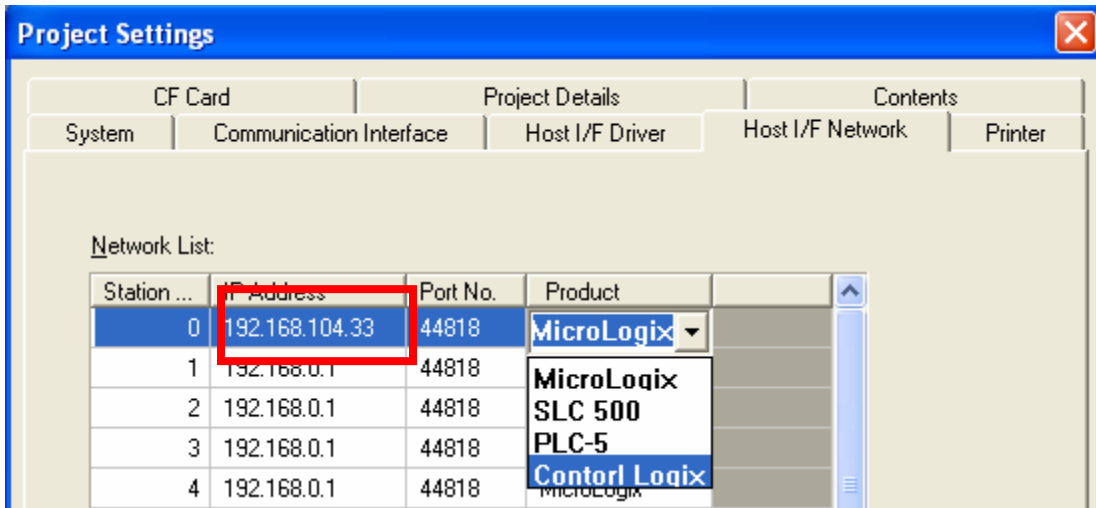 Project Settings
CF Card Project Details Contents
System Communication Interface Host I/F Driver Host I/F Network Printer
Network List:
Station ... IP Address Port No. Product
0 192.168.104.33 44818 MicroLogix
1 192.168.0.1 44818 MicroLogix
2 192.168.0.1 44818 SLC 500
3 192.168.0.1 44818 PLC-5
Contorl Logix
4 192.168.0.1 44818 MicroLogix